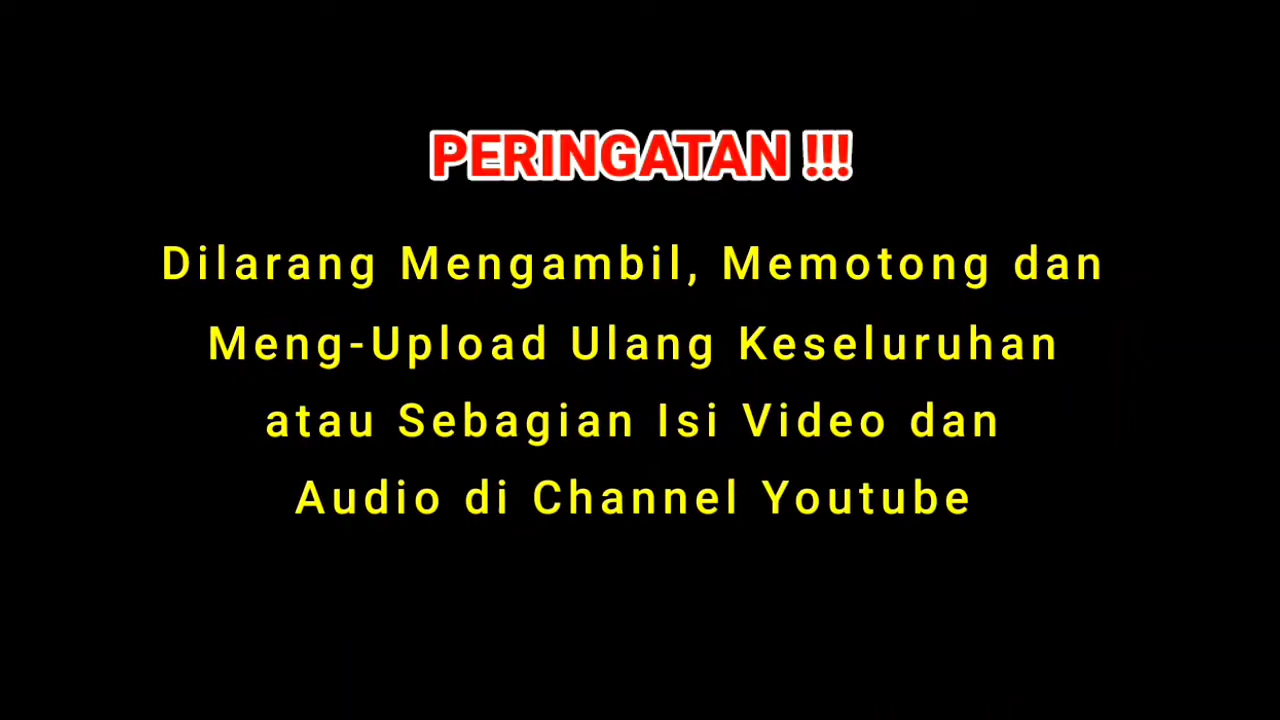 PERINGATAN !!!
Dilarang Mengambil, Memotong dan
Meng-Upload Ulang Keseluruhan
atau Sebagian Isi Video dan
Audio di Channel Youtube